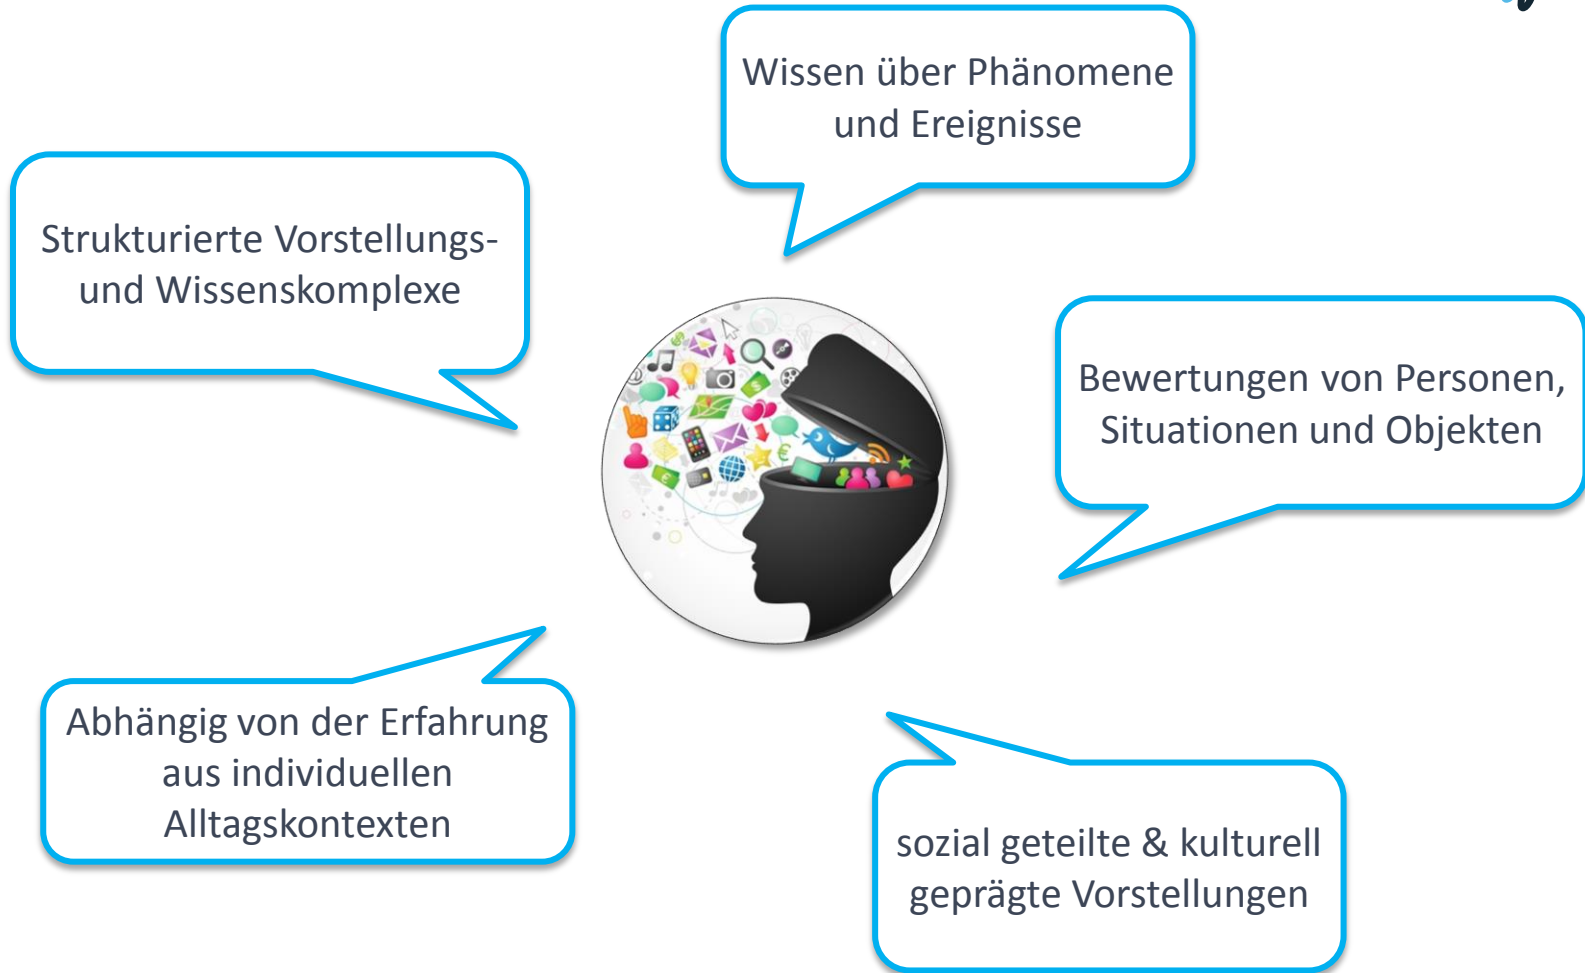 Wissen über Phänomene
und Ereignisse
Strukturierte Vorstellungs-
und Wissenskomplexe
Bewertungen von Personen,
Situationen und Objekten
Abhängig von der Erfahrung
aus individuellen
Alltagskontexten
sozial geteilte & kulturell
geprägte Vorstellungen